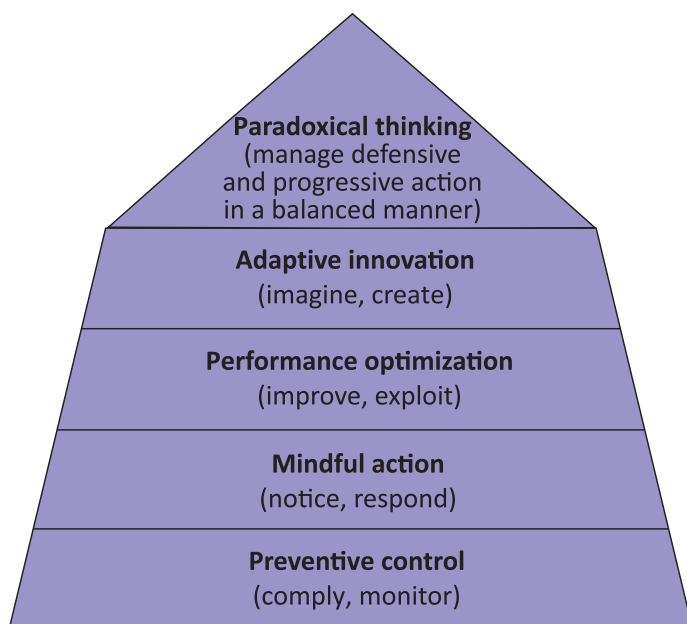 Paradoxical thinking
(manage defensive
and progressive action
in a balanced manner)
Adaptive innovation
(imagine, create)
Performance optimization
(improve, exploit)
Mindful action
(notice, respond)
Preventive control
(comply, monitor)